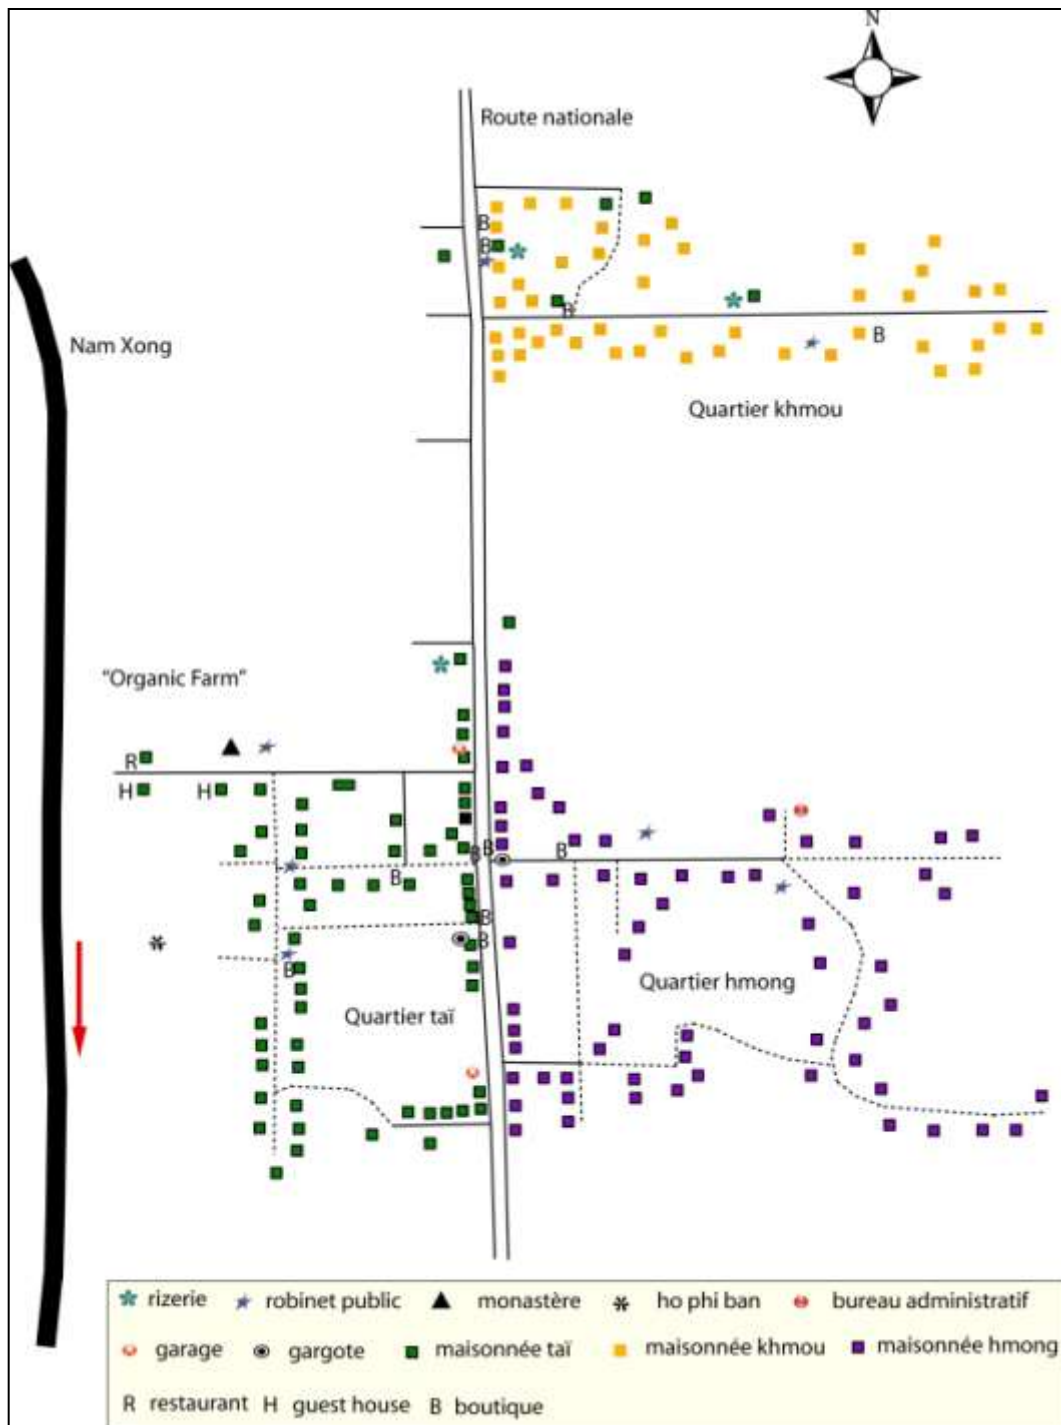 N
Route nationale
B
B
Nam Xong
B
B
Quartier khmou
"Organic Farm"
R
H H
B B B
B
B
B
B
Quartier hmong
Quartier taï
rizerie robinet public monastère ho phi ban bureau administratif
garage gargote maisonnée taï maisonnée khmou maisonnée hmong
R restaurant H guest house B boutique